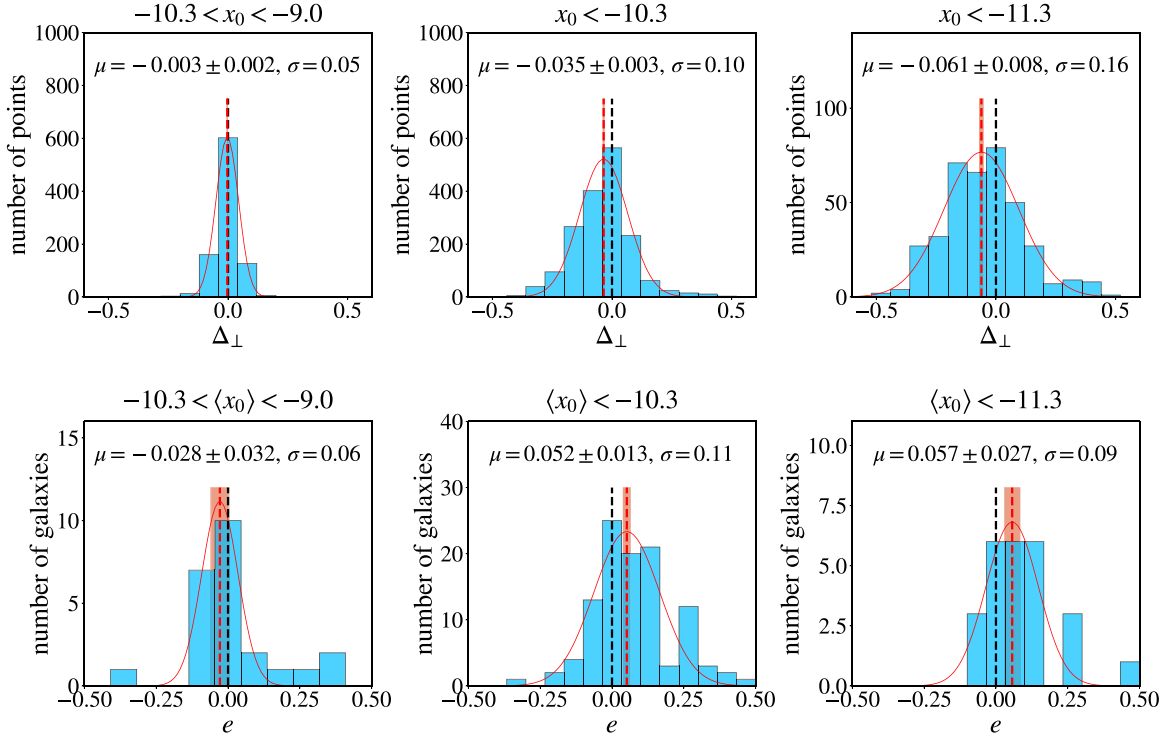 −10.3 < x₀ < −9.0
μ = −0.003 ± 0.002, σ = 0.05
number of points
1000
800
600
400
200
0
−0.5
0.0
0.5
Δ⊥
x₀ < −10.3
μ = −0.035 ± 0.003, σ = 0.10
number of points
1000
800
600
400
200
0
−0.5
0.0
0.5
Δ⊥
x₀ < −11.3
μ = −0.061 ± 0.008, σ = 0.16
number of points
100
50
0
−0.5
0.0
0.5
Δ⊥
−10.3 < ⟨x₀⟩ < −9.0
μ = −0.028 ± 0.032, σ = 0.06
number of galaxies
15
10
5
0
−0.50
−0.25
0.00
0.25
0.50
e
⟨x₀⟩ < −10.3
μ = 0.052 ± 0.013, σ = 0.11
number of galaxies
40
30
20
10
0
−0.50
−0.25
0.00
0.25
0.50
e
⟨x₀⟩ < −11.3
μ = 0.057 ± 0.027, σ = 0.09
number of galaxies
10.0
7.5
5.0
2.5
0.0
−0.50
−0.25
0.00
0.25
0.50
e